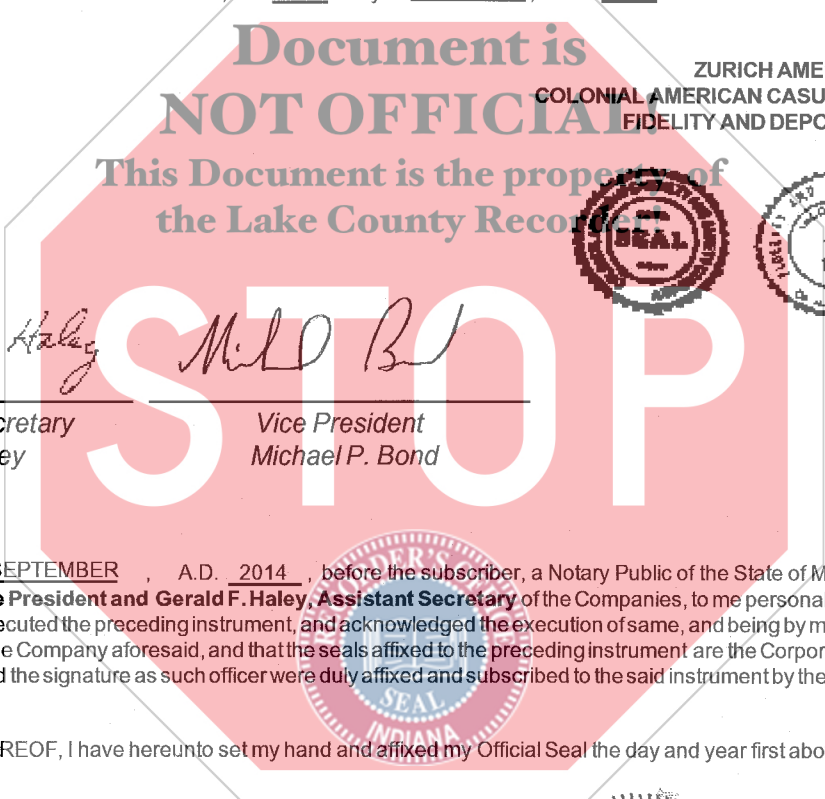 Document is
NOT OFFICIAL!
This Document is the property of
the Lake County Recorder!
ZURICH AME
COLONIAL AMERICAN CASU
FIDELITY AND DEPO
SEAL
Haley
Michael P. Bond
STOP
cretary
Vice President
ey
Michael P. Bond
SEPTEMBER , A.D. 2014 , before the subscriber, a Notary Public of the State of M
e President and Gerald F. Haley, Assistant Secretary of the Companies, to me personal
ecuted the preceding instrument, and acknowledged the execution of same, and being by m
e Company aforesaid, and that the seals affixed to the preceding instrument are the Corpor
d the signature as such officer were duly affixed and subscribed to the said instrument by the
SEAL
INDIANA
REOF, I have hereunto set my hand and affixed my Official Seal the day and year first abo